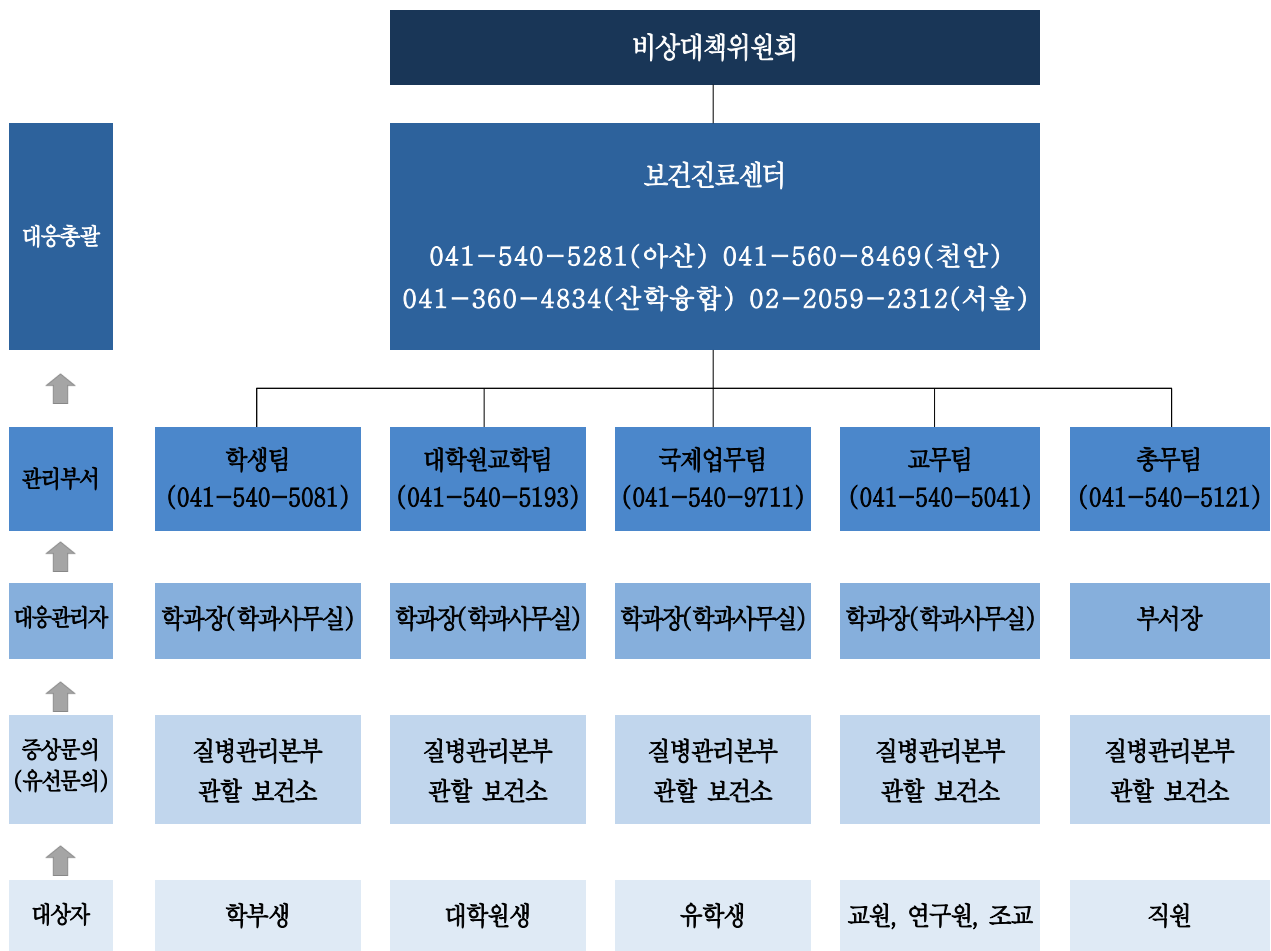 비상대책위원회
대응총괄
보건진료센터
041-540-5281(아산) 041-560-8469(천안)
041-360-4834(산학융합) 02-2059-2312(서울)
관리부서
학생팀
(041-540-5081)
대학원교학팀
(041-540-5193)
국제업무팀
(041-540-9711)
교무팀
(041-540-5041)
총무팀
(041-540-5121)
대응관리자
학과장(학과사무실)
학과장(학과사무실)
학과장(학과사무실)
학과장(학과사무실)
부서장
증상문의
(유선문의)
질병관리본부
관할 보건소
질병관리본부
관할 보건소
질병관리본부
관할 보건소
질병관리본부
관할 보건소
질병관리본부
관할 보건소
대상자
학부생
대학원생
유학생
교원, 연구원, 조교
직원